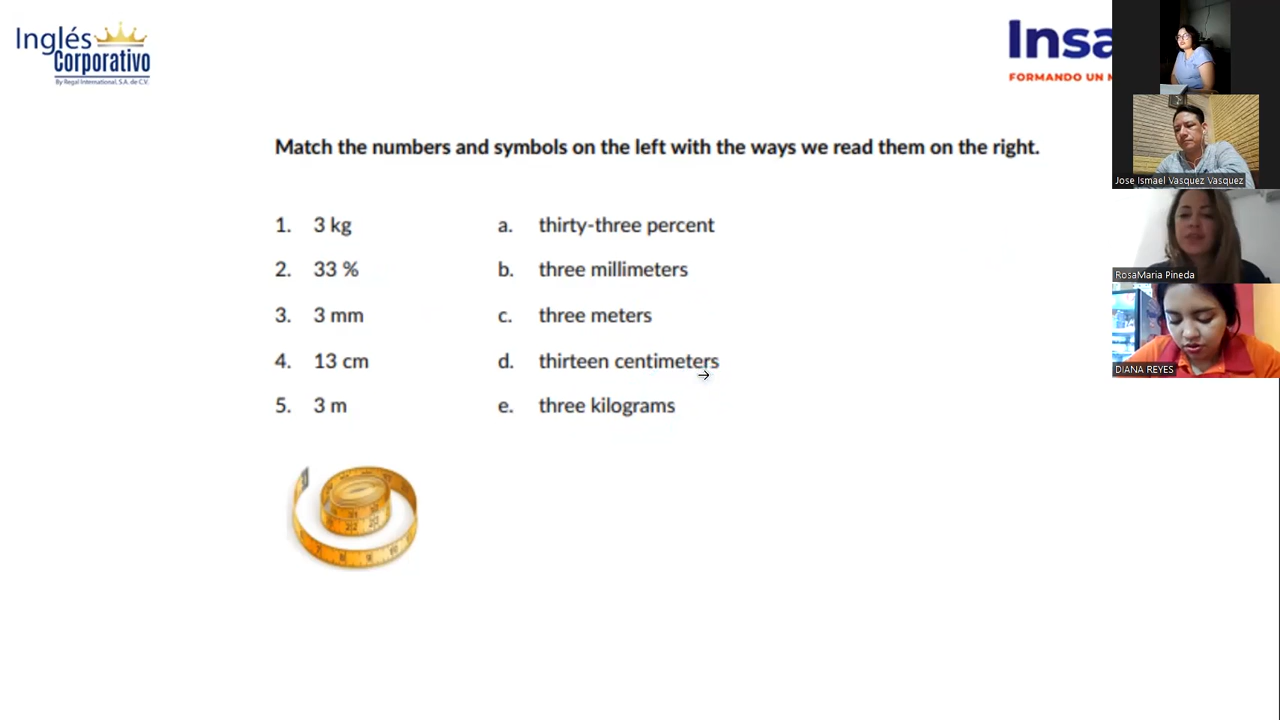 Inglés
Corporativo
By Regal International, S.A. de C.V.
Insa
FORMANDO UN
Match the numbers and symbols on the left with the ways we read them on the right.
1. 3 kg a. thirty-three percent
2. 33 % b. three millimeters
3. 3 mm c. three meters
4. 13 cm d. thirteen centimeters
5. 3 m e. three kilograms
Jose Ismael Vasquez Vasquez
RosaMaria Pineda
DIANA REYES